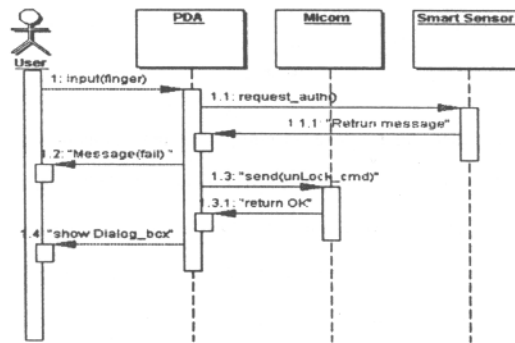 PDA
Micom
Smart Sensor
User
1: input(finger)
1.1: request_auth()
1.1.1: "Retrun message"
1.2: "Message(fail) "
1.3: "send(unLock_cmd)"
1.3.1: "return OK"
1.4: "show Dialog_box"